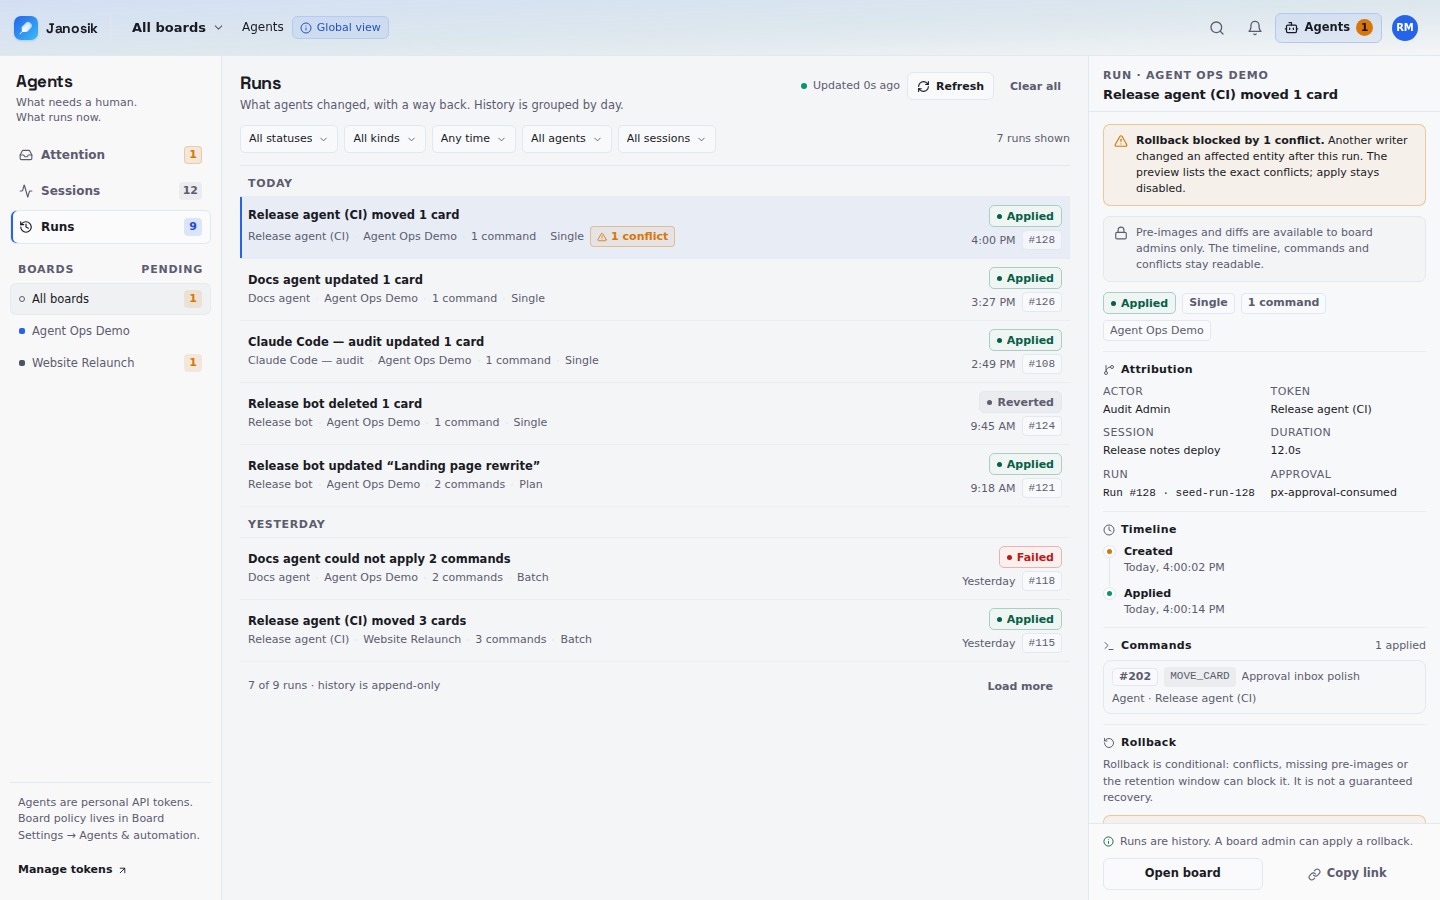 Janosik
All boards
Agents
Global view
Agents 1
RM
Agents
What needs a human.
What runs now.
Attention 1
Sessions 12
Runs 9
BOARDS PENDING
All boards 1
Agent Ops Demo
Website Relaunch 1
Agents are personal API tokens.
Board policy lives in Board
Settings → Agents & automation.
Manage tokens
Runs
What agents changed, with a way back. History is grouped by day.
Updated 0s ago
Refresh
Clear all
All statuses
All kinds
Any time
All agents
All sessions
7 runs shown
TODAY
Release agent (CI) moved 1 card
Applied
Release agent (CI) Agent Ops Demo 1 command Single 1 conflict
4:00 PM #128
Docs agent updated 1 card
Applied
Docs agent · Agent Ops Demo · 1 command · Single
3:27 PM #126
Claude Code — audit updated 1 card
Applied
Claude Code — audit · Agent Ops Demo · 1 command · Single
2:49 PM #108
Release bot deleted 1 card
Reverted
Release bot · Agent Ops Demo · 1 command · Single
9:45 AM #124
Release bot updated “Landing page rewrite”
Applied
Release bot · Agent Ops Demo · 2 commands · Plan
9:18 AM #121
YESTERDAY
Docs agent could not apply 2 commands
Failed
Docs agent · Agent Ops Demo · 2 commands · Batch
Yesterday #118
Release agent (CI) moved 3 cards
Applied
Release agent (CI) · Website Relaunch · 3 commands · Batch
Yesterday #115
7 of 9 runs · history is append-only
Load more
RUN · AGENT OPS DEMO
Release agent (CI) moved 1 card
Rollback blocked by 1 conflict. Another writer
changed an affected entity after this run. The
preview lists the exact conflicts; apply stays
disabled.
Pre-images and diffs are available to board
admins only. The timeline, commands and
conflicts stay readable.
Applied
Single
1 command
Agent Ops Demo
Attribution
ACTOR TOKEN
Audit Admin Release agent (CI)
SESSION DURATION
Release notes deploy 12.0s
RUN APPROVAL
Run #128 · seed-run-128 px-approval-consumed
Timeline
Created
Today, 4:00:02 PM
Applied
Today, 4:00:14 PM
Commands 1 applied
#202 MOVE_CARD Approval inbox polish
Agent · Release agent (CI)
Rollback
Rollback is conditional: conflicts, missing pre-images or
the retention window can block it. It is not a guaranteed
recovery.
Runs are history. A board admin can apply a rollback.
Open board
Copy link